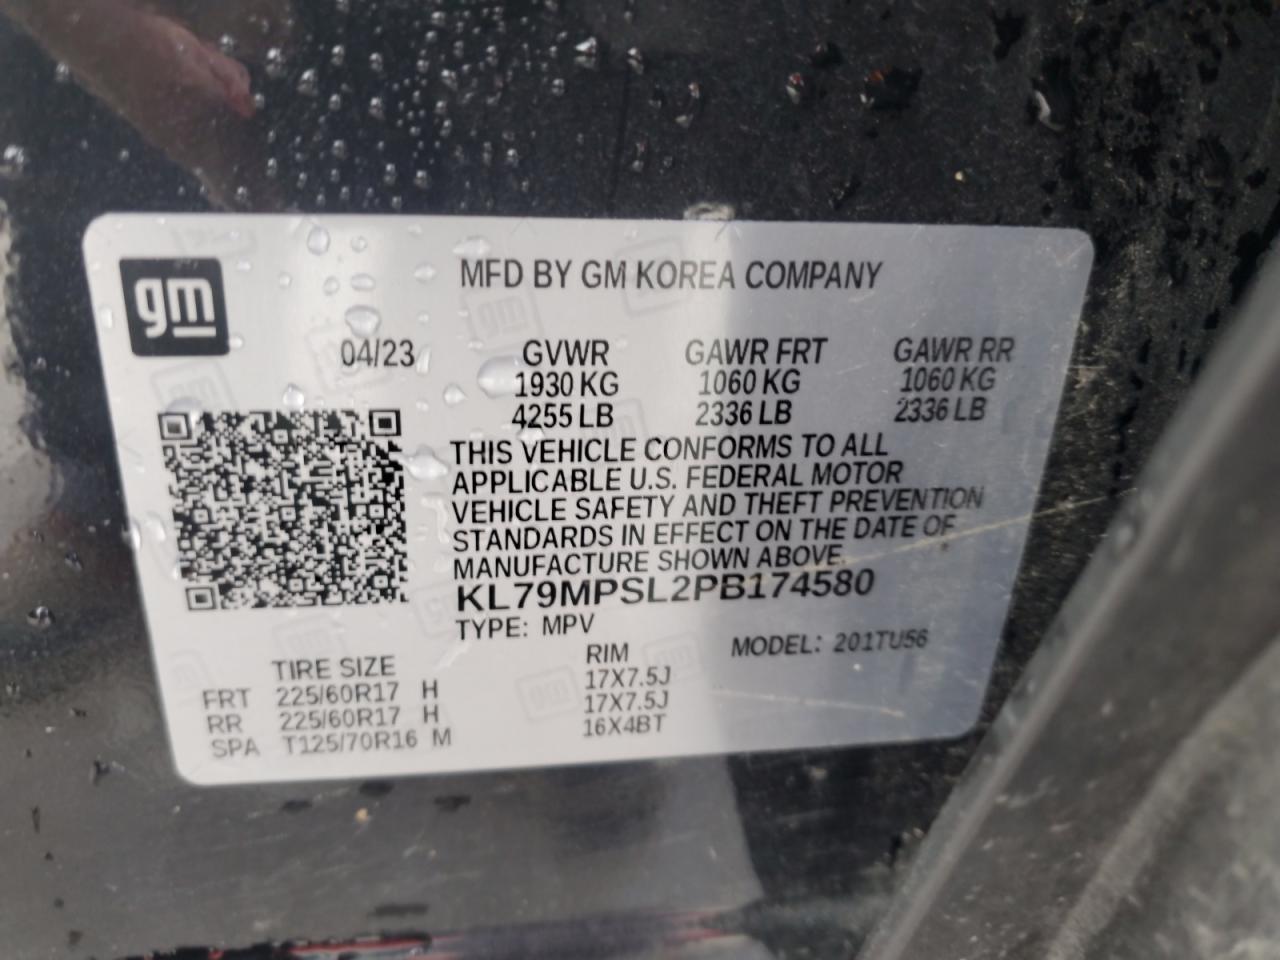 gm
MFD BY GM KOREA COMPANY
04/23 GVWR GAWR FRT GAWR RR
1930 KG 1060 KG 1060 KG
4255 LB 2336 LB 2336 LB
THIS VEHICLE CONFORMS TO ALL
APPLICABLE U.S. FEDERAL MOTOR
VEHICLE SAFETY AND THEFT PREVENTION
STANDARDS IN EFFECT ON THE DATE OF
MANUFACTURE SHOWN ABOVE.
KL79MPSL2PB174580
TYPE: MPV MODEL: 201TU56
TIRE SIZE RIM
FRT 225/60R17 H 17X7.5J
RR 225/60R17 H 17X7.5J
SPA T125/70R16 M 16X4BT